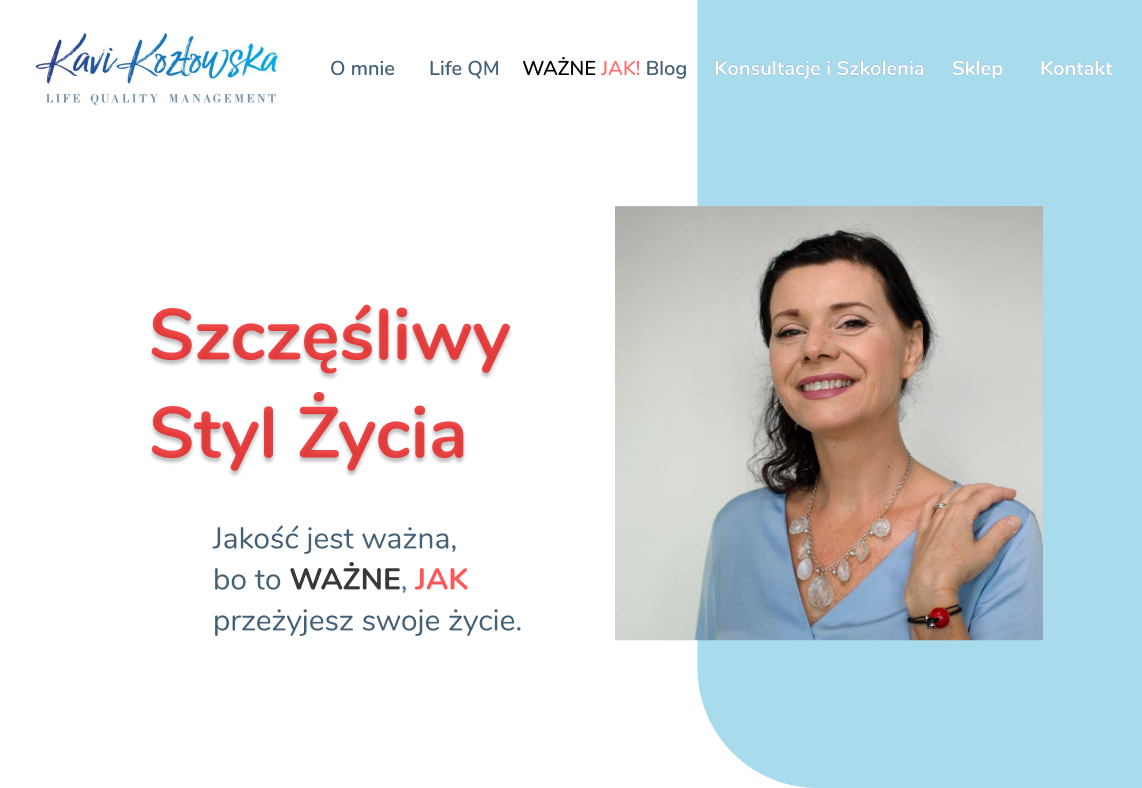 Kavi Kozłowska
LIFE QUALITY MANAGEMENT
O mnie Life QM WAŻNE JAK! Blog Konsultacje i Szkolenia Sklep Kontakt
Szczęśliwy
Styl Życia
Jakość jest ważna,
bo to WAŻNE, JAK
przeżyjesz swoje życie.